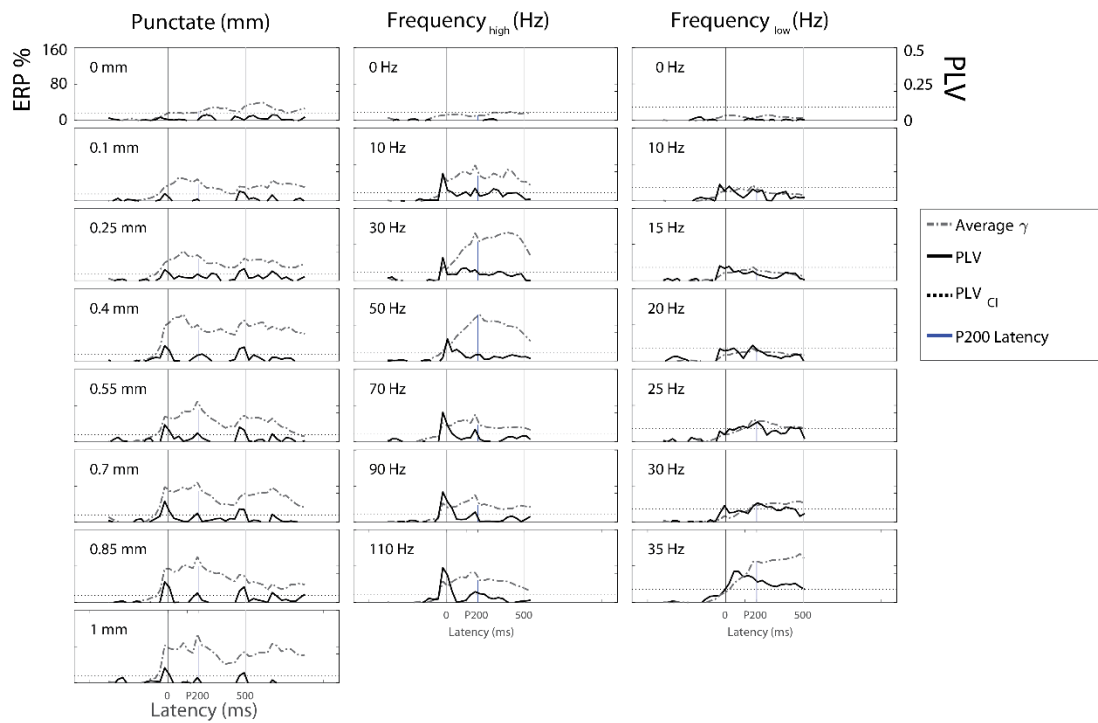 Punctate (mm)
Frequency high (Hz)
Frequency low (Hz)
ERP %
160
80
0
0 mm
0 Hz
0 Hz
0.5
0.25
0
PLV
0.1 mm
10 Hz
10 Hz
0.25 mm
30 Hz
15 Hz
0.4 mm
50 Hz
20 Hz
0.55 mm
70 Hz
25 Hz
0.7 mm
90 Hz
30 Hz
0.85 mm
110 Hz
35 Hz
1 mm
0 P200 500
Latency (ms)
0 P200 500
Latency (ms)
0 P200 500
Latency (ms)
Average γ
PLV
PLV CI
P200 Latency